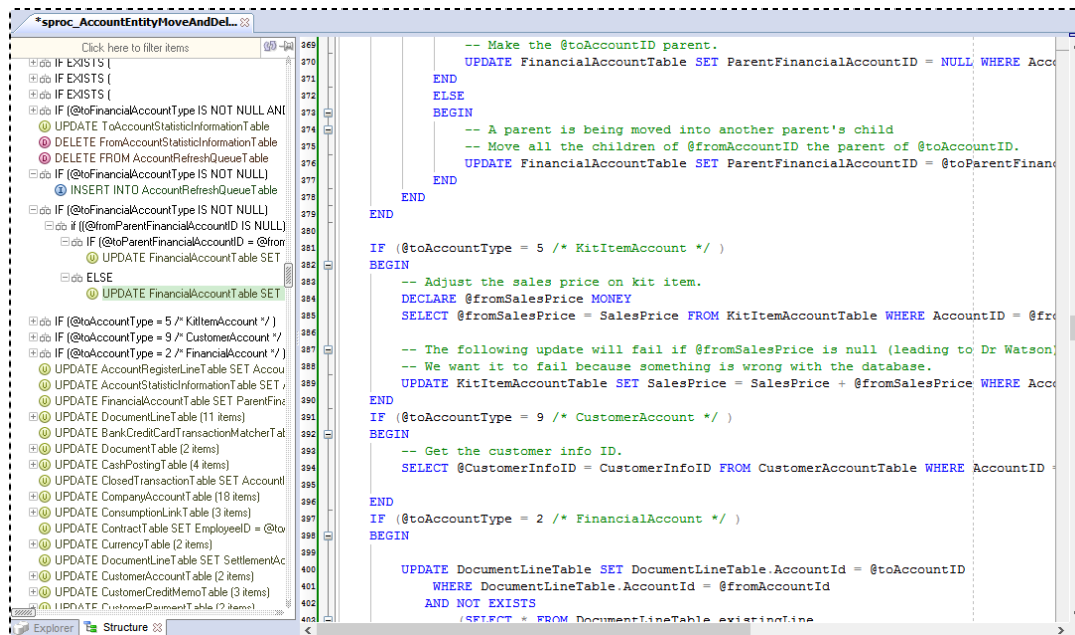 *sproc_AccountEntityMoveAndDel...
Click here to filter items
IF EXISTS (
IF EXISTS (
IF EXISTS (
IF (@toFinancialAccountType IS NOT NULL AND
UPDATE ToAccountStatisticInformationTable
DELETE FromAccountStatisticInformationTable
DELETE FROM AccountRefreshQueueTable
IF (@toFinancialAccountType IS NOT NULL)
INSERT INTO AccountRefreshQueueTable
IF (@toFinancialAccountType IS NOT NULL)
if ((@fromParentFinancialAccountID IS NULL)
IF (@toParentFinancialAccountID = @from
UPDATE FinancialAccountTable SET
ELSE
UPDATE FinancialAccountTable SET
IF (@toAccountType = 5 /* KitItemAccount */ )
IF (@toAccountType = 9 /* CustomerAccount */
IF (@toAccountType = 2 /* FinancialAccount */ )
UPDATE AccountRegisterLineTable SET Accou
UPDATE AccountStatisticInformationTable SET
UPDATE FinancialAccountTable SET ParentFina
UPDATE DocumentLineTable (11 items)
UPDATE BankCreditCardTransactionMatcherTab
UPDATE DocumentTable (2 items)
UPDATE CashPostingTable (4 items)
UPDATE ClosedTransactionTable SET AccountI
UPDATE CompanyAccountTable (18 items)
UPDATE ConsumptionLinkTable (3 items)
UPDATE ContractTable SET EmployeeID = @to
UPDATE CurrencyTable (2 items)
UPDATE DocumentLineTable SET SettlementAc
UPDATE CustomerAccountTable (2 items)
UPDATE CustomerCreditMemoTable (3 items)
UPDATE CustomerPaymentTable (2 items)
Explorer Structure
369 -- Make the @toAccountID parent.
370 UPDATE FinancialAccountTable SET ParentFinancialAccountID = NULL WHERE Acco
371 END
372 ELSE
373 BEGIN
374 -- A parent is being moved into another parent's child
375 -- Move all the children of @fromAccountID the parent of @toAccountID.
376 UPDATE FinancialAccountTable SET ParentFinancialAccountID = @toParentFinanc
377 END
378 END
379 END
380
381 IF (@toAccountType = 5 /* KitItemAccount */ )
382 BEGIN
383 -- Adjust the sales price on kit item.
384 DECLARE @fromSalesPrice MONEY
385 SELECT @fromSalesPrice = SalesPrice FROM KitItemAccountTable WHERE AccountID = @fro
386
387 -- The following update will fail if @fromSalesPrice is null (leading to Dr Watson)
388 -- We want it to fail because something is wrong with the database.
389 UPDATE KitItemAccountTable SET SalesPrice = SalesPrice + @fromSalesPrice WHERE Acco
390 END
391 IF (@toAccountType = 9 /* CustomerAccount */ )
392 BEGIN
393 -- Get the customer info ID.
394 SELECT @CustomerInfoID = CustomerInfoID FROM CustomerAccountTable WHERE AccountID =
395
396 END
397 IF (@toAccountType = 2 /* FinancialAccount */ )
398 BEGIN
399
400 UPDATE DocumentLineTable SET DocumentLineTable.AccountId = @toAccountID
401 WHERE DocumentLineTable.AccountId = @fromAccountId
402 AND NOT EXISTS
403 (SELECT * FROM DocumentLineTable existingLine